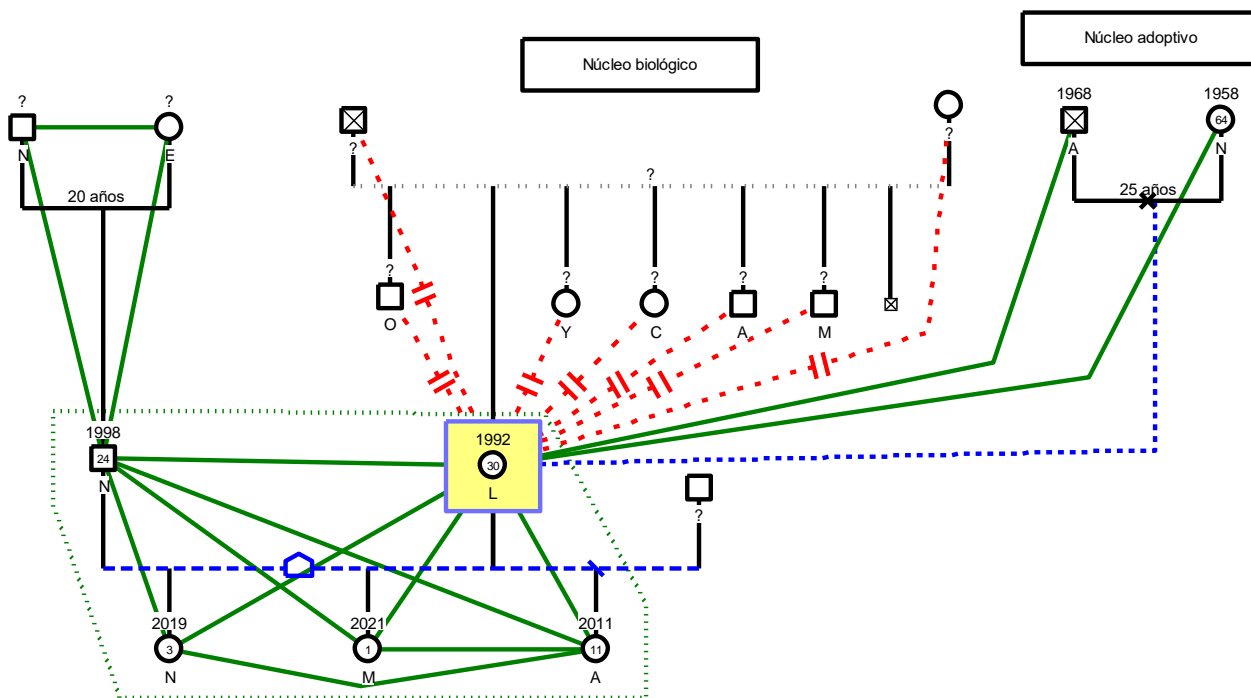 Núcleo adoptivo
Núcleo biológico
1968
1958
?
?
64
?
?
N
E
A
N
?
20 años
25 años
?
?
?
?
?
O
Y
C
A
M
1998
1992
24
30
N
L
?
2019
2021
2011
3
1
11
N
M
A